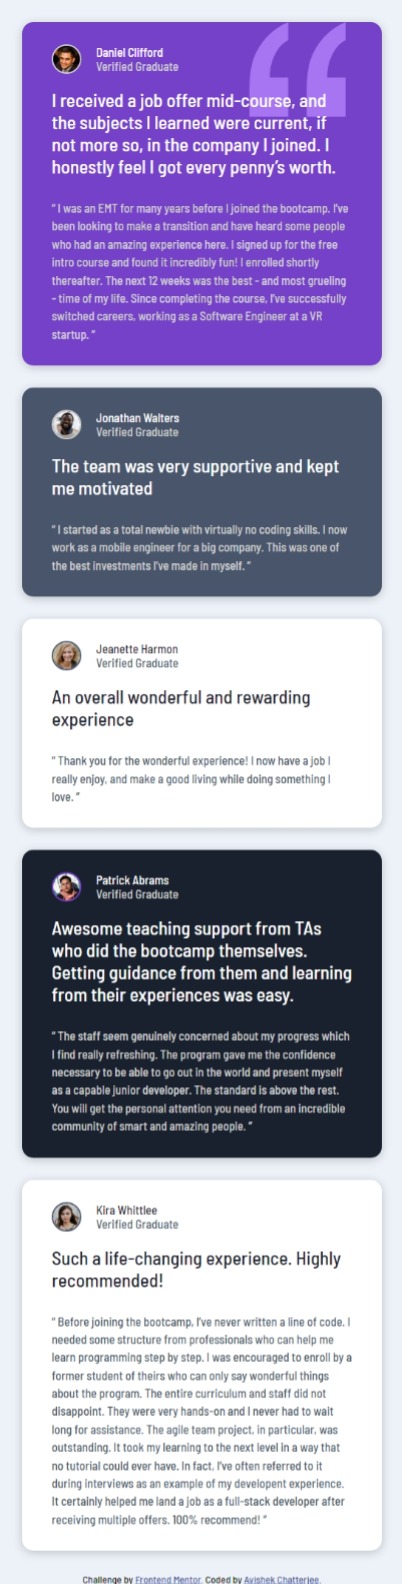 Daniel Clifford
Verified Graduate
I received a job offer mid-course, and
the subjects I learned were current, if
not more so, in the company I joined. I
honestly feel I got every penny’s worth.
“ I was an EMT for many years before I joined the bootcamp. I’ve
been looking to make a transition and have heard some people
who had an amazing experience here. I signed up for the free
intro course and found it incredibly fun! I enrolled shortly
thereafter. The next 12 weeks was the best - and most grueling
- time of my life. Since completing the course, I’ve successfully
switched careers, working as a Software Engineer at a VR
startup. ”
Jonathan Walters
Verified Graduate
The team was very supportive and kept
me motivated
“ I started as a total newbie with virtually no coding skills. I now
work as a mobile engineer for a big company. This was one of
the best investments I’ve made in myself. ”
Jeanette Harmon
Verified Graduate
An overall wonderful and rewarding
experience
“ Thank you for the wonderful experience! I now have a job I
really enjoy, and make a good living while doing something I
love. ”
Patrick Abrams
Verified Graduate
Awesome teaching support from TAs
who did the bootcamp themselves.
Getting guidance from them and learning
from their experiences was easy.
“ The staff seem genuinely concerned about my progress which
I find really refreshing. The program gave me the confidence
necessary to be able to go out in the world and present myself
as a capable junior developer. The standard is above the rest.
You will get the personal attention you need from an incredible
community of smart and amazing people. ”
Kira Whittlee
Verified Graduate
Such a life-changing experience. Highly
recommended!
“ Before joining the bootcamp, I’ve never written a line of code. I
needed some structure from professionals who can help me
learn programming step by step. I was encouraged to enroll by a
former student of theirs who can only say wonderful things
about the program. The entire curriculum and staff did not
disappoint. They were very hands-on and I never had to wait
long for assistance. The agile team project, in particular, was
outstanding. It took my learning to the next level in a way that
no tutorial could ever have. In fact, I’ve often referred to it
during interviews as an example of my developent experience.
It certainly helped me land a job as a full-stack developer after
receiving multiple offers. 100% recommend! ”
Challenge by Frontend Mentor. Coded by Avishek Chatterjee.